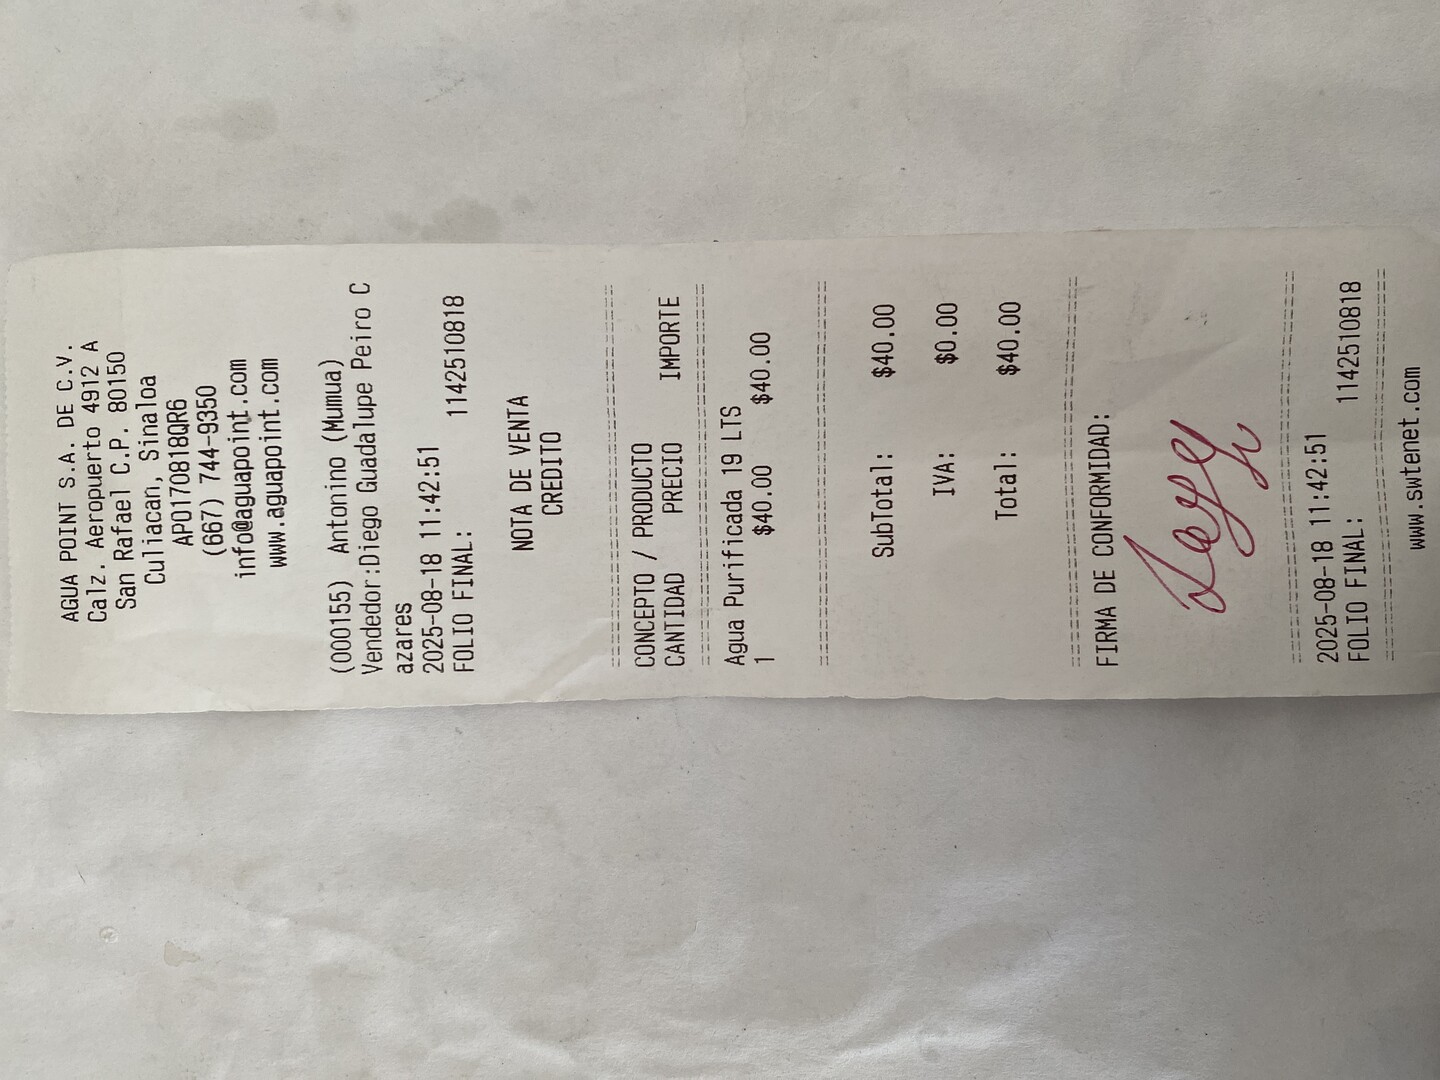 AGUA POINT S.A. DE C.V.
Calz. Aeropuerto 4912 A
San Rafael C.P. 80150
Culiacan, Sinaloa
APO170818QR6
(667) 744-9350
info@aguapoint.com
www.aguapoint.com
(000155) Antonino (Mumua)
Vendedor:Diego Guadalupe Peiro C
azares
2025-08-18 11:42:51
FOLIO FINAL: 1142510818
NOTA DE VENTA
CREDITO
CONCEPTO / PRODUCTO
CANTIDAD PRECIO IMPORTE
Agua Purificada 19 LTS
1 $40.00 $40.00
SubTotal: $40.00
IVA: $0.00
Total: $40.00
FIRMA DE CONFORMIDAD:
2025-08-18 11:42:51
FOLIO FINAL: 1142510818
www.swtenet.com